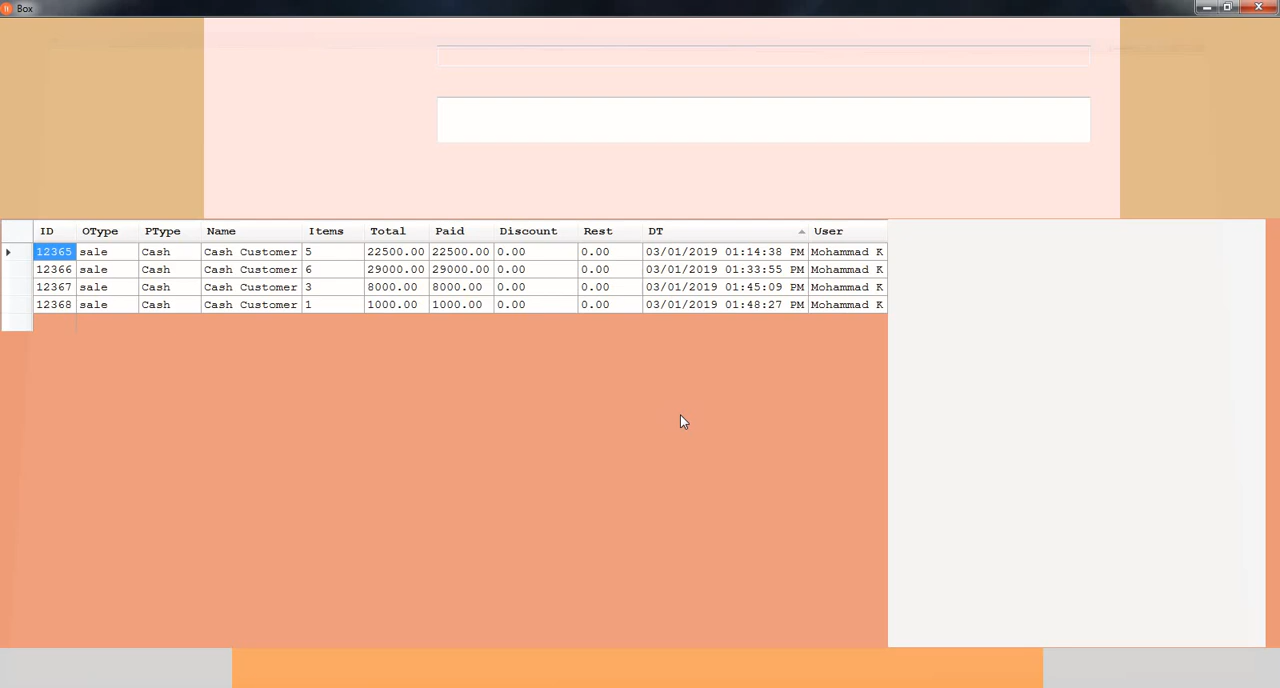 Box
ID OType PType Name Items Total Paid Discount Rest DT User
12365 sale Cash Cash Customer 5 22500.00 22500.00 0.00 0.00 03/01/2019 01:14:38 PM Mohammad K
12366 sale Cash Cash Customer 6 29000.00 29000.00 0.00 0.00 03/01/2019 01:33:55 PM Mohammad K
12367 sale Cash Cash Customer 3 8000.00 8000.00 0.00 0.00 03/01/2019 01:45:09 PM Mohammad K
12368 sale Cash Cash Customer 1 1000.00 1000.00 0.00 0.00 03/01/2019 01:48:27 PM Mohammad K